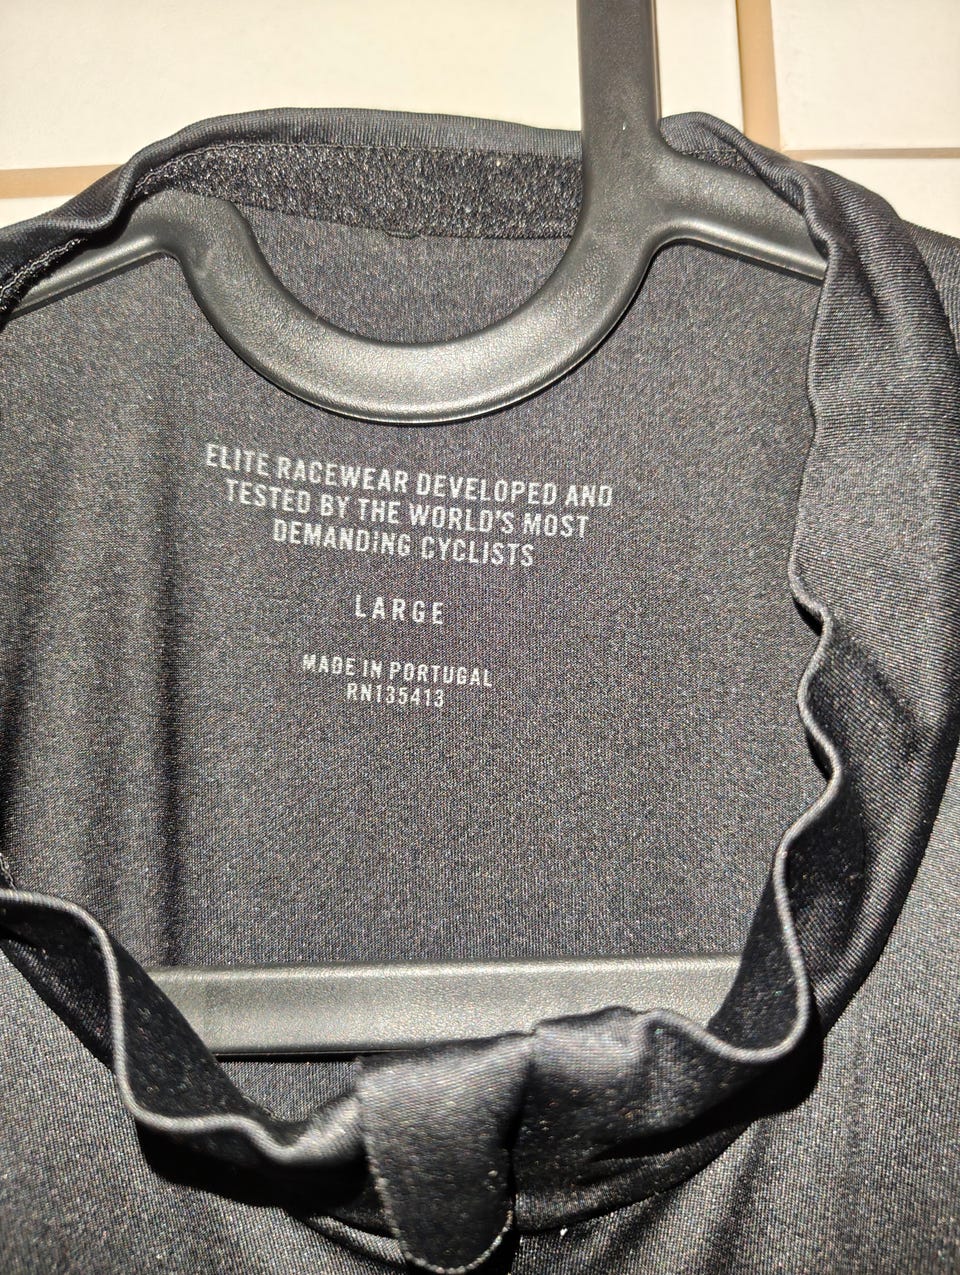 ELITE RACEWEAR DEVELOPED AND
TESTED BY THE WORLD'S MOST
DEMANDING CYCLISTS
LARGE
MADE IN PORTUGAL
RN135413